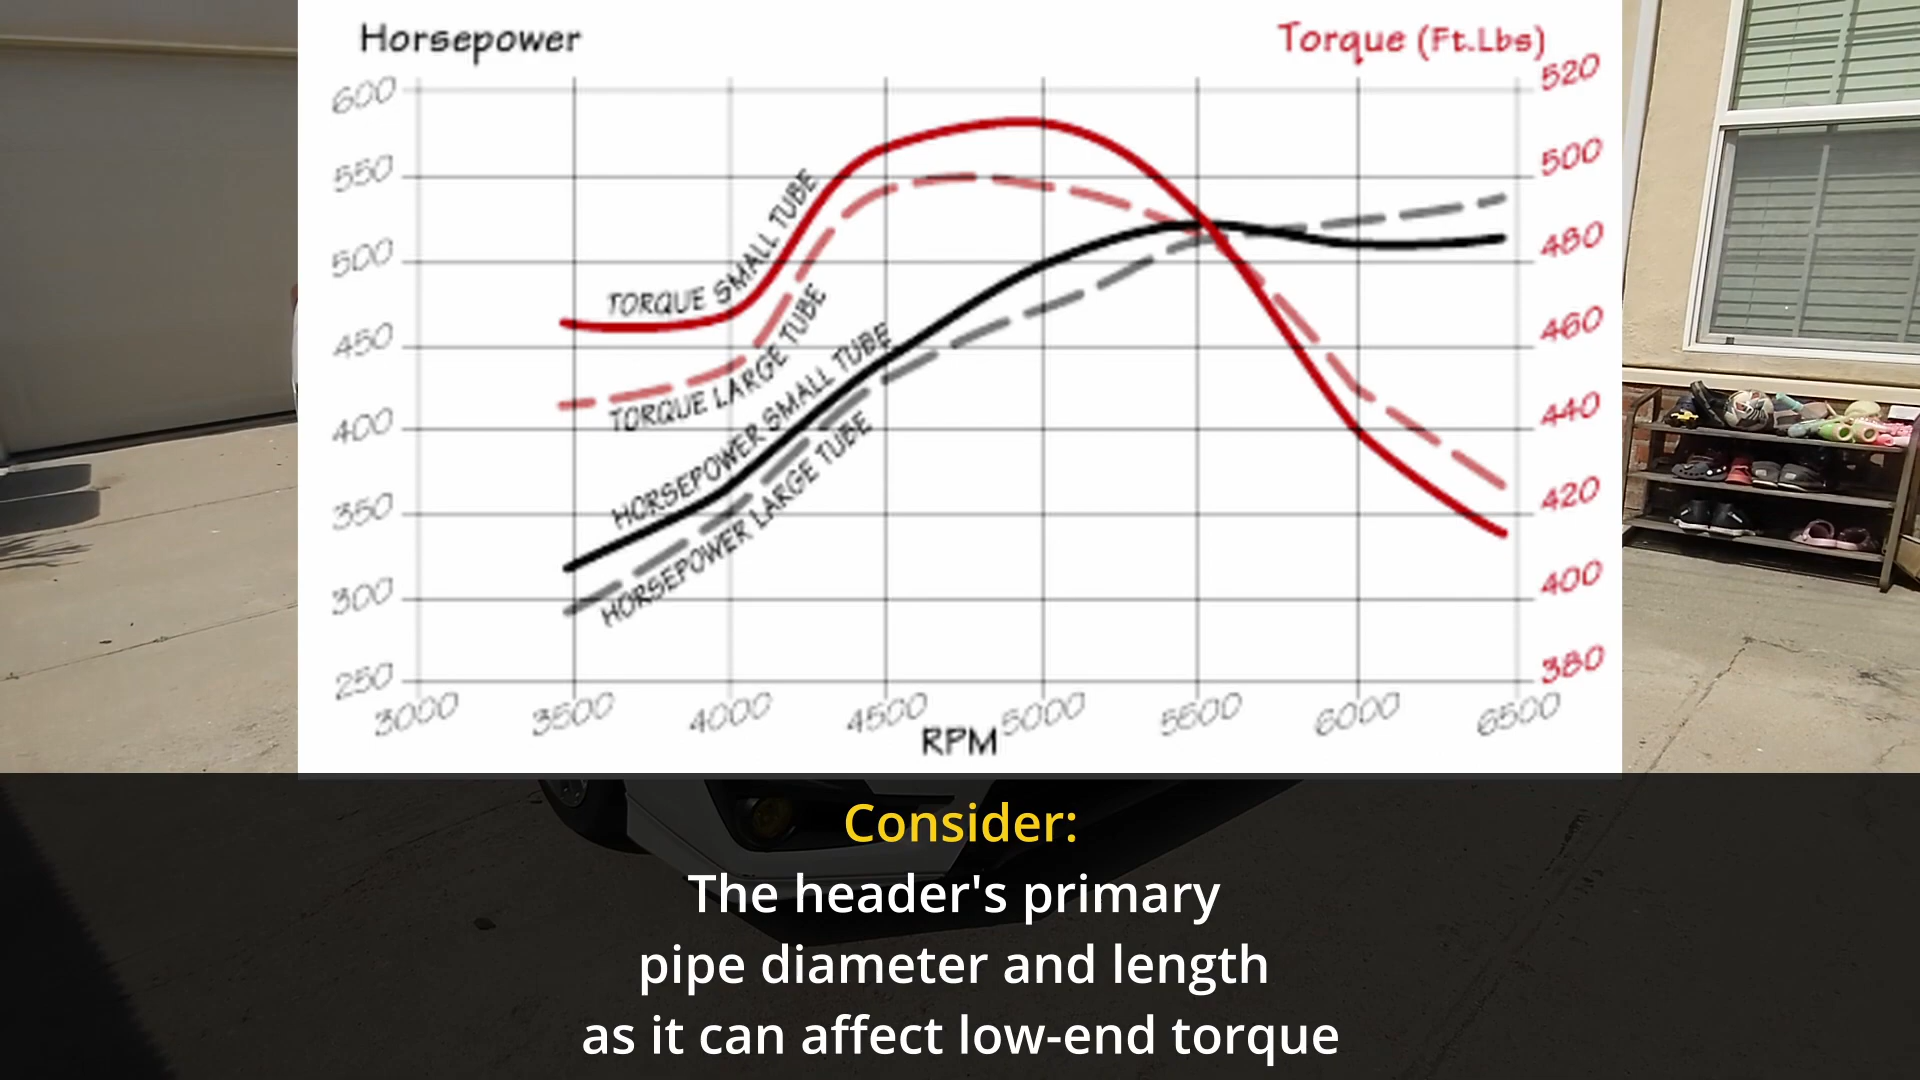 Horsepower
Torque (Ft.Lbs)
600
550
500
450
400
350
300
250
520
500
480
460
440
420
400
380
TORQUE SMALL TUBE
TORQUE LARGE TUBE
HORSEPOWER SMALL TUBE
HORSEPOWER LARGE TUBE
3000 3500 4000 4500 5000 5500 6000 6500
RPM
Consider:
The header's primary
pipe diameter and length
as it can affect low-end torque